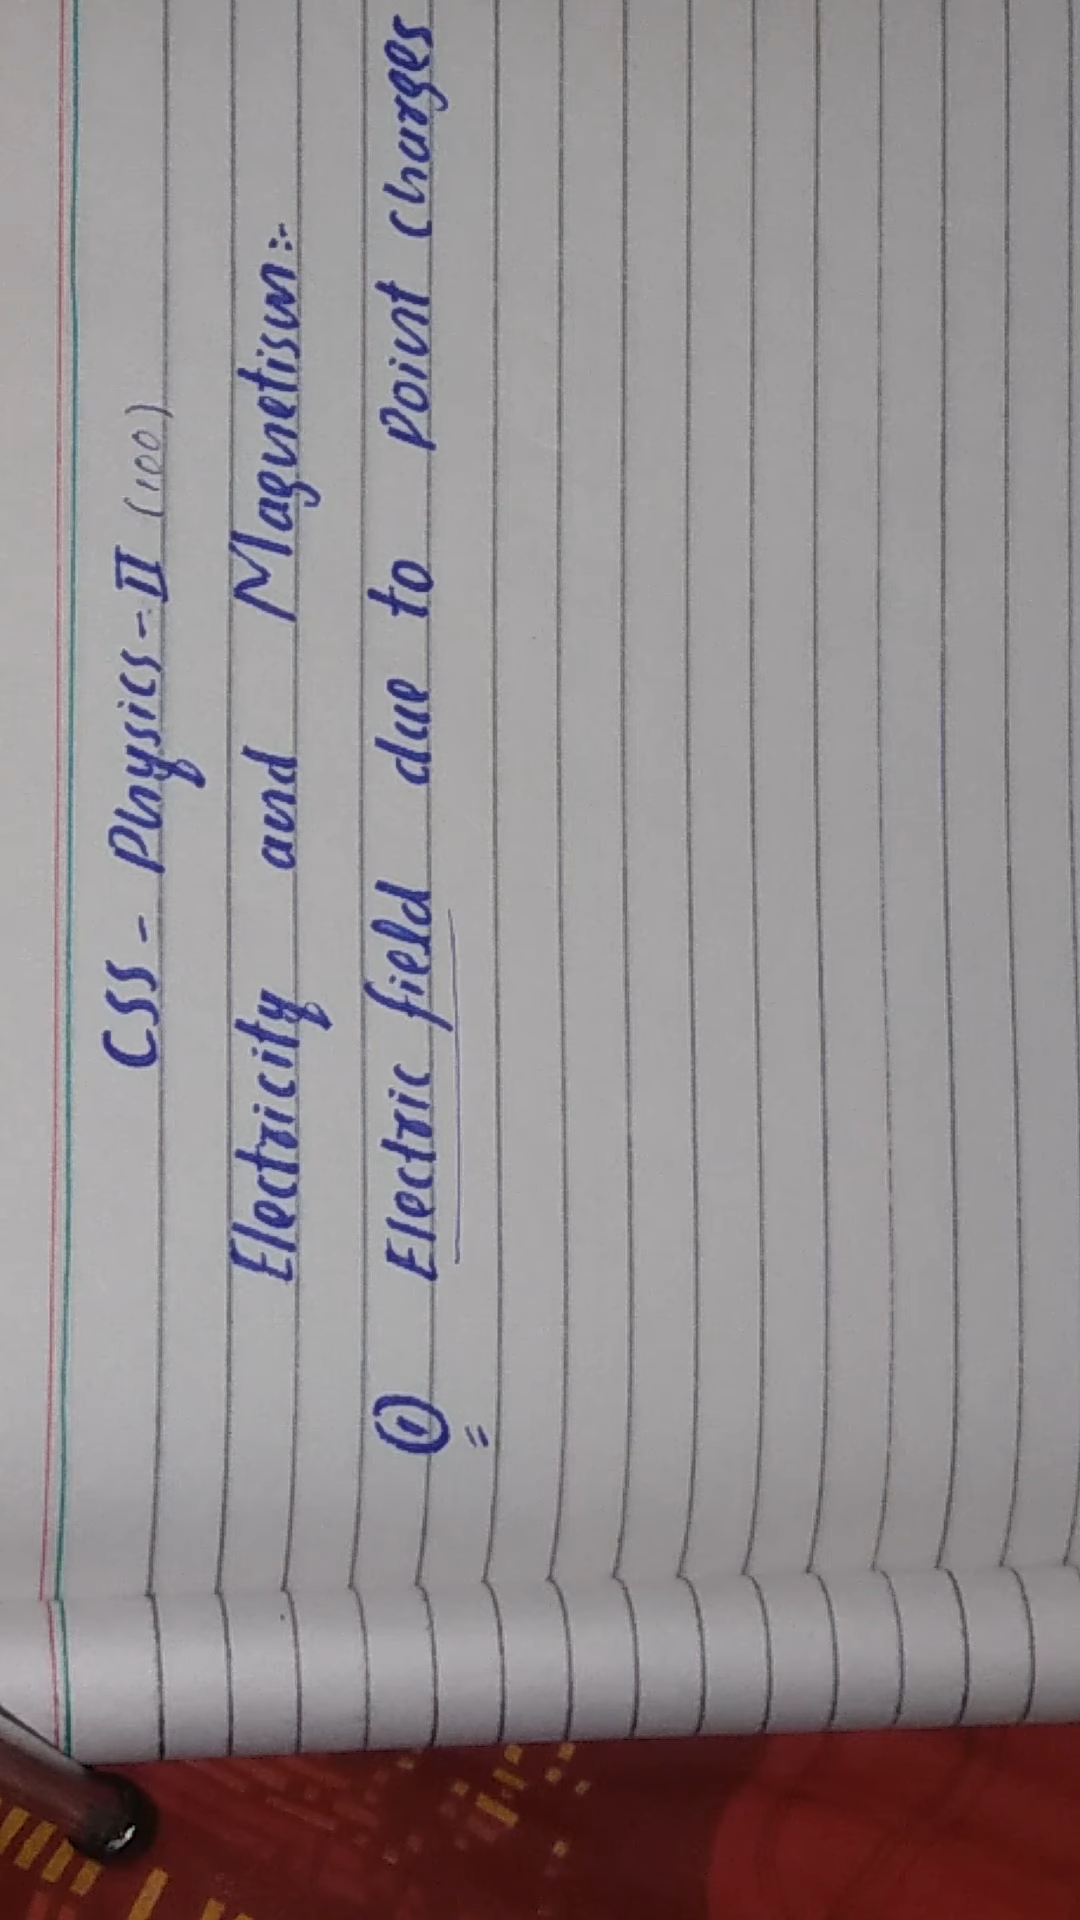 CSS - Physics - II (100)
Electricity and Magnetism:-
① Electric field due to Point Charges